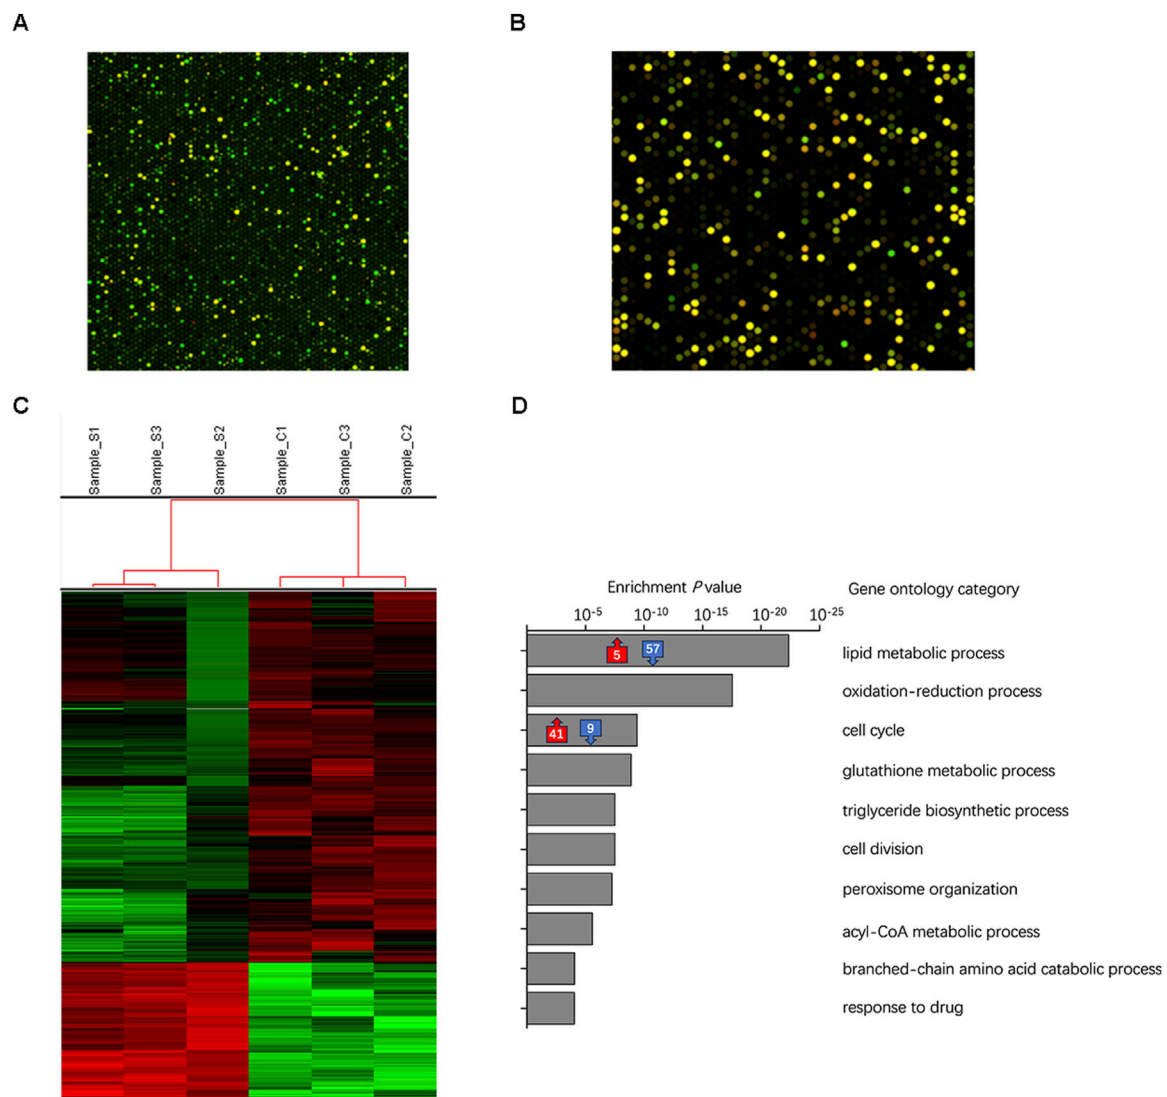 A
B
C
D
Sample_S1
Sample_S3
Sample_S2
Sample_C1
Sample_C3
Sample_C2
Enrichment P value
Gene ontology category
10-5
10-10
10-15
10-20
10-25
5
57
lipid metabolic process
oxidation-reduction process
41
9
cell cycle
glutathione metabolic process
triglyceride biosynthetic process
cell division
peroxisome organization
acyl-CoA metabolic process
branched-chain amino acid catabolic process
response to drug